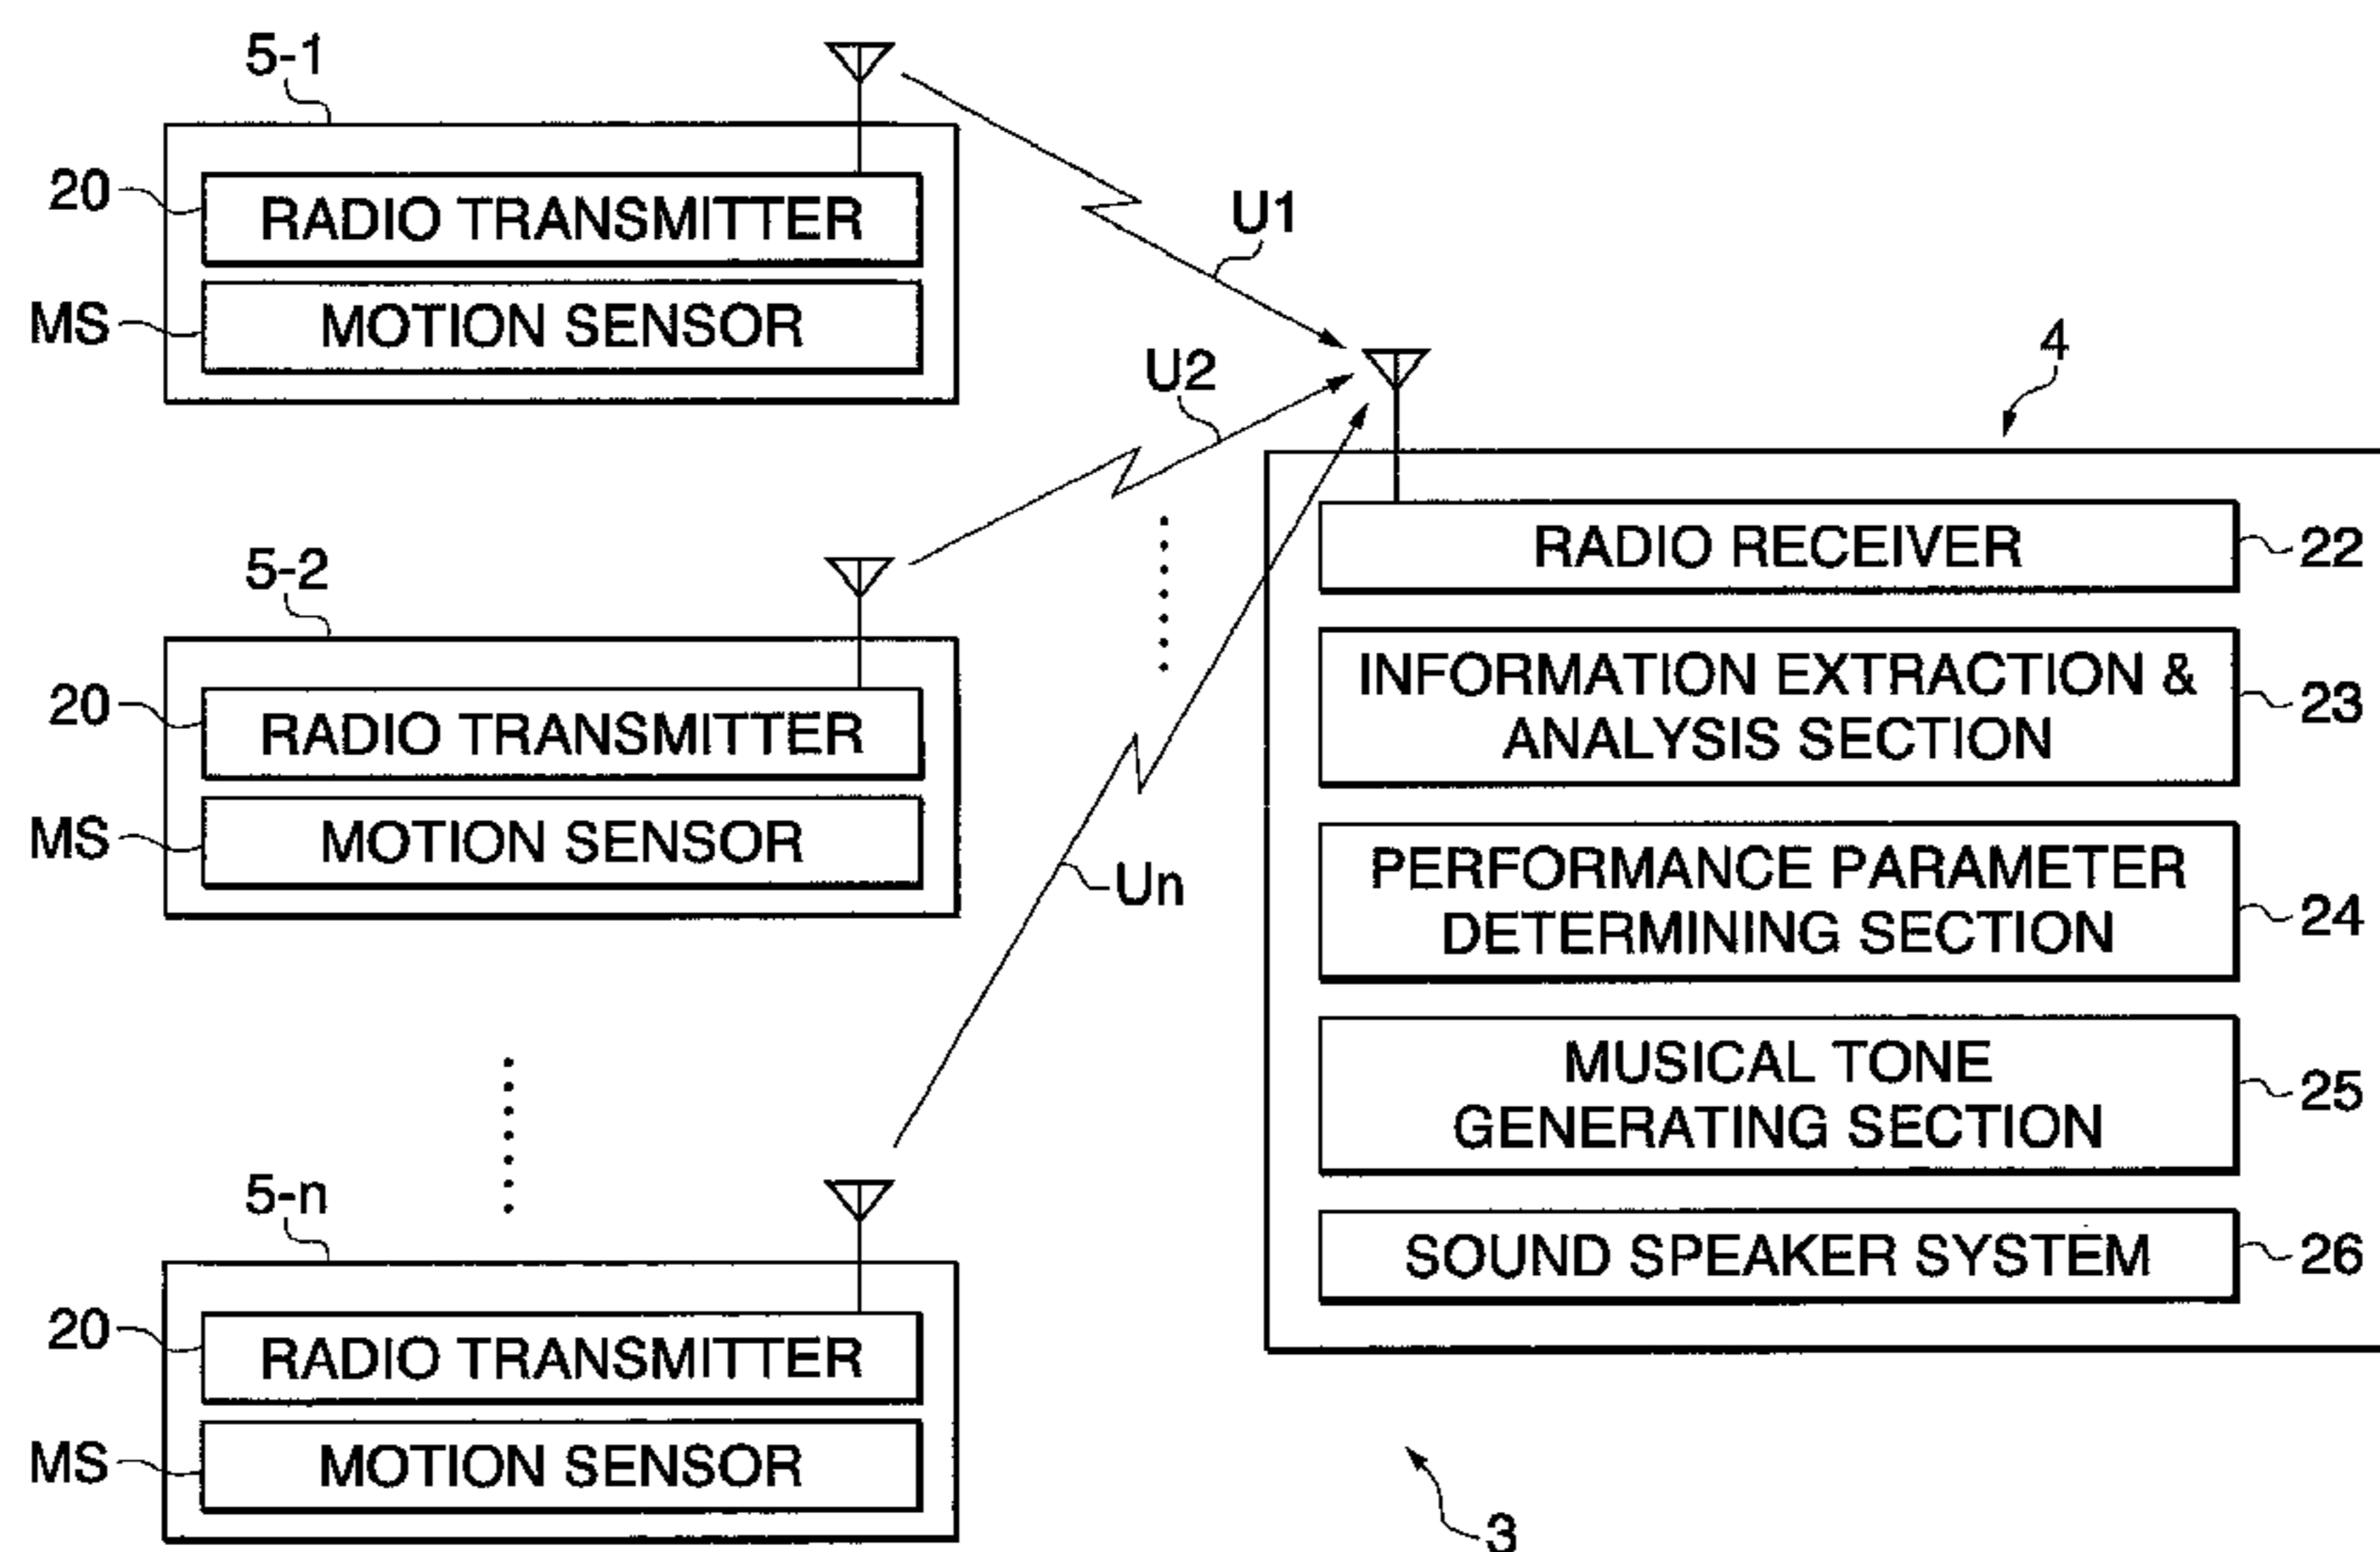 5-1
20
RADIO TRANSMITTER
MS
MOTION SENSOR
U1
U2
5-2
20
RADIO TRANSMITTER
MS
MOTION SENSOR
Un
5-n
20
RADIO TRANSMITTER
MS
MOTION SENSOR
4
RADIO RECEIVER
22
INFORMATION EXTRACTION &
ANALYSIS SECTION
23
PERFORMANCE PARAMETER
DETERMINING SECTION
24
MUSICAL TONE
GENERATING SECTION
25
SOUND SPEAKER SYSTEM
26
3